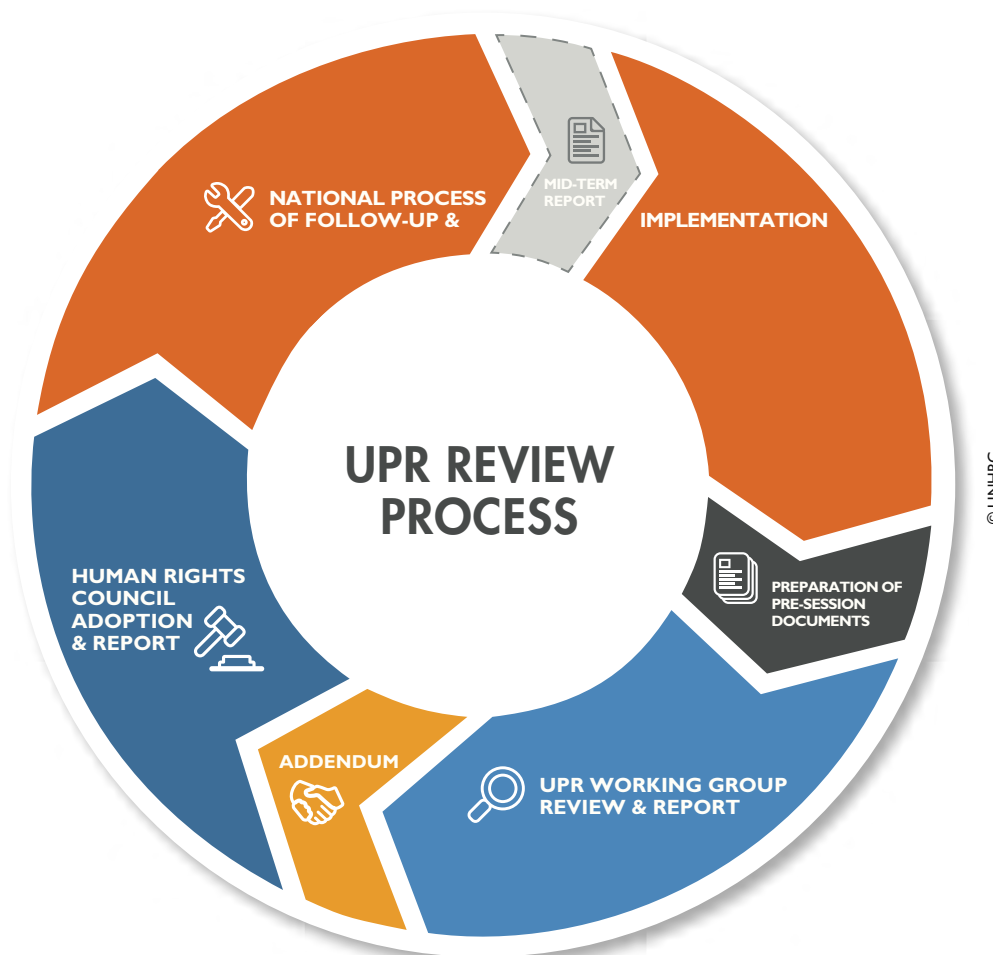 MID-TERM
REPORT
NATIONAL PROCESS
OF FOLLOW-UP &
IMPLEMENTATION
UPR REVIEW
PROCESS
PREPARATION OF
PRE-SESSION
DOCUMENTS
HUMAN RIGHTS
COUNCIL
ADOPTION
& REPORT
ADDENDUM
UPR WORKING GROUP
REVIEW & REPORT